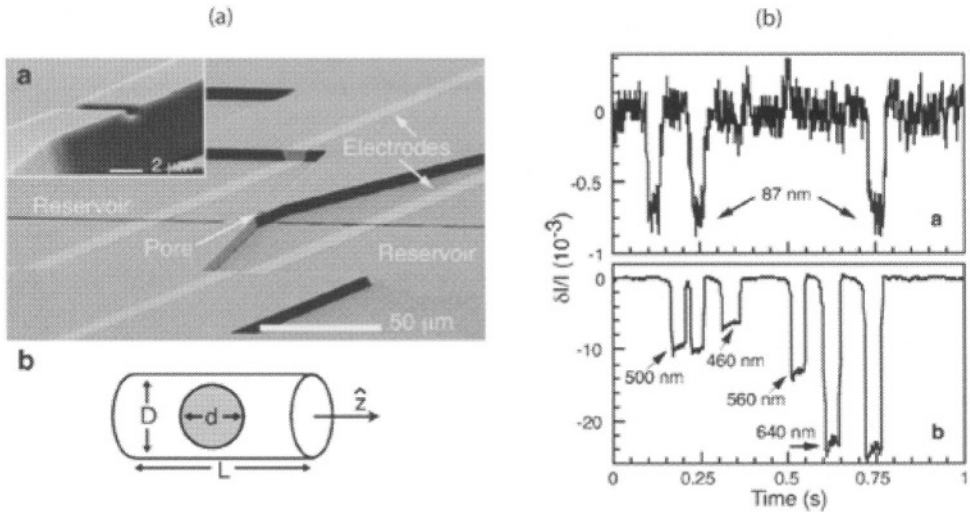 (a)
a
2 μm
Electrodes
Reservoir
Pore
Reservoir
50 μm
b
D
d
ẑ
L
(b)
0
-0.5
-1
87 nm
a
δI/I (10⁻³)
0
-10
-20
500 nm
460 nm
560 nm
640 nm
b
0 0.25 0.5 0.75 1
Time (s)